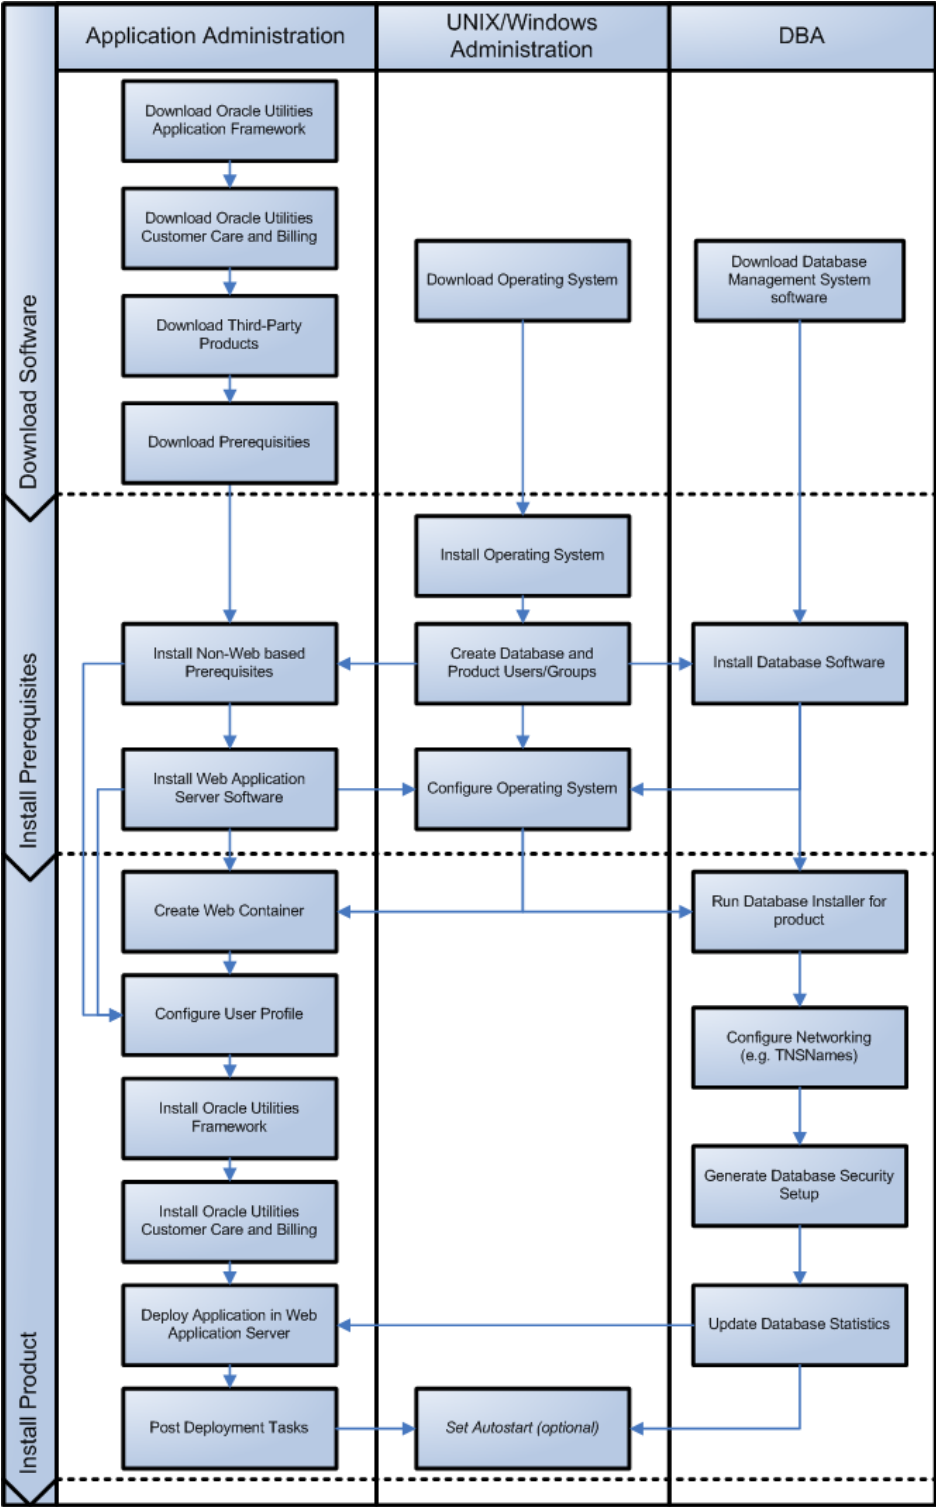 Application Administration
UNIX/Windows
Administration
DBA
Download Software
Download Oracle Utilities
Application Framework
Download Oracle Utilities
Customer Care and Billing
Download Operating System
Download Database
Management System
software
Download Third-Party
Products
Download Prerequisities
Install Prerequisites
Install Operating System
Install Non-Web based
Prerequisites
Create Database and
Product Users/Groups
Install Database Software
Install Web Application
Server Software
Configure Operating System
Install Product
Create Web Container
Run Database Installer for
product
Configure User Profile
Configure Networking
(e.g. TNSNames)
Install Oracle Utilities
Framework
Generate Database Security
Setup
Install Oracle Utilities
Customer Care and Billing
Deploy Application in Web
Application Server
Update Database Statistics
Post Deployment Tasks
Set Autostart (optional)